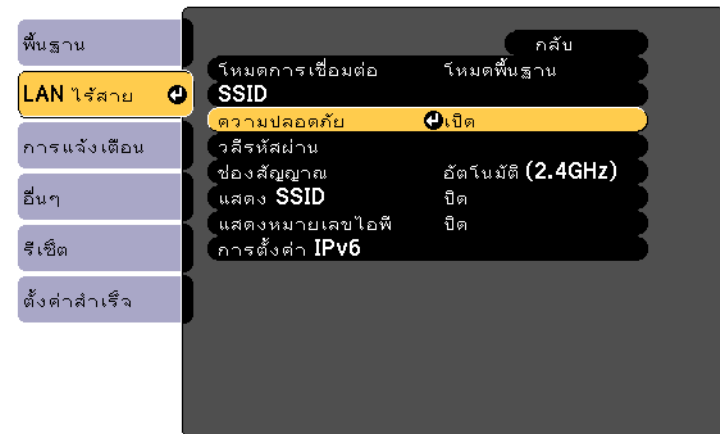 พื้นฐาน
LAN ไร้สาย
การแจ้งเตือน
อื่นๆ
รีเซ็ต
ตั้งค่าสำเร็จ
กลับ
โหมดการเชื่อมต่อ โหมดพื้นฐาน
SSID
ความปลอดภัย เปิด
วลีรหัสผ่าน
ช่องสัญญาณ อัตโนมัติ (2.4GHz)
แสดง SSID ปิด
แสดงหมายเลขไอพี ปิด
การตั้งค่า IPv6